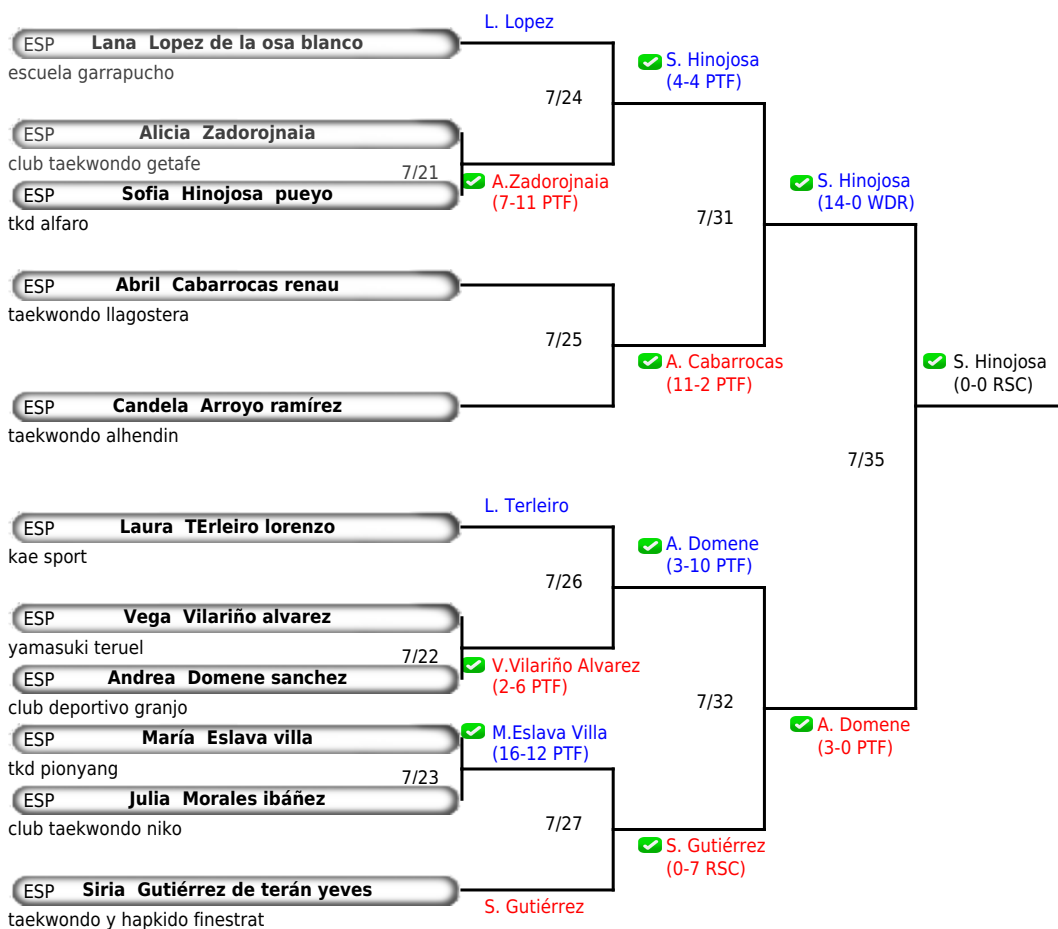 L. Lopez
ESP Lana Lopez de la osa blanco
escuela garrapucho
S. Hinojosa
(4-4 PTF)
7/24
ESP Alicia Zadorojnaia
club taekwondo getafe
7/21
A.Zadorojnaia
(7-11 PTF)
ESP Sofia Hinojosa pueyo
tkd alfaro
S. Hinojosa
(14-0 WDR)
7/31
ESP Abril Cabarrocas renau
taekwondo llagostera
7/25
A. Cabarrocas
(11-2 PTF)
S. Hinojosa
(0-0 RSC)
ESP Candela Arroyo ramírez
taekwondo alhendin
7/35
L. Terleiro
ESP Laura TErleiro lorenzo
kae sport
A. Domene
(3-10 PTF)
7/26
ESP Vega Vilariño alvarez
yamasuki teruel
7/22
V.Vilariño Alvarez
(2-6 PTF)
ESP Andrea Domene sanchez
club deportivo granjo
7/32
A. Domene
(3-0 PTF)
M.Eslava Villa
(16-12 PTF)
ESP María Eslava villa
tkd pionyang
7/23
ESP Julia Morales ibáñez
club taekwondo niko
7/27
S. Gutiérrez
(0-7 RSC)
ESP Siria Gutiérrez de terán yeves
S. Gutiérrez
taekwondo y hapkido finestrat